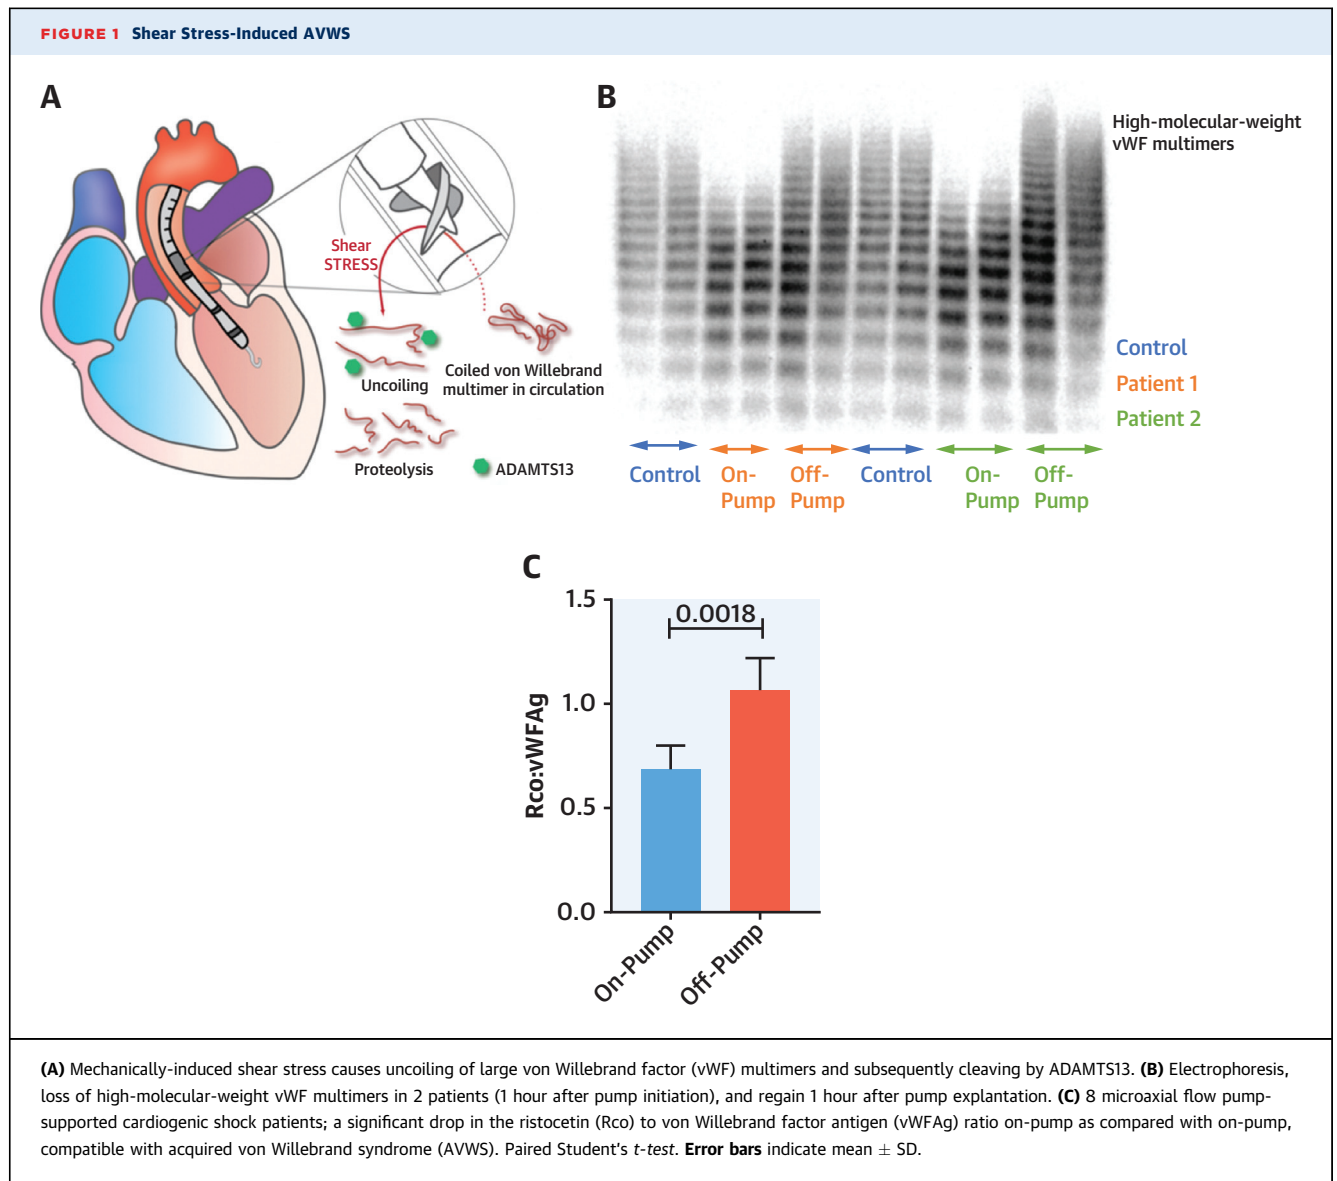 FIGURE 1 Shear Stress-Induced AVWS
A
Shear
STRESS
Uncoiling
Coiled von Willebrand
multimer in circulation
Proteolysis
ADAMTS13
B
High-molecular-weight
vWF multimers
Control
Patient 1
Patient 2
Control
On-
Pump
Off-
Pump
Control
On-
Pump
Off-
Pump
C
1.5
1.0
0.5
0.0
Rco:vWFAg
0.0018
On-Pump
Off-Pump
(A) Mechanically-induced shear stress causes uncoiling of large von Willebrand factor (vWF) multimers and subsequently cleaving by ADAMTS13. (B) Electrophoresis,
loss of high-molecular-weight vWF multimers in 2 patients (1 hour after pump initiation), and regain 1 hour after pump explantation. (C) 8 microaxial flow pump-
supported cardiogenic shock patients; a significant drop in the ristocetin (Rco) to von Willebrand factor antigen (vWFAg) ratio on-pump as compared with on-pump,
compatible with acquired von Willebrand syndrome (AVWS). Paired Student's t-test. Error bars indicate mean ± SD.